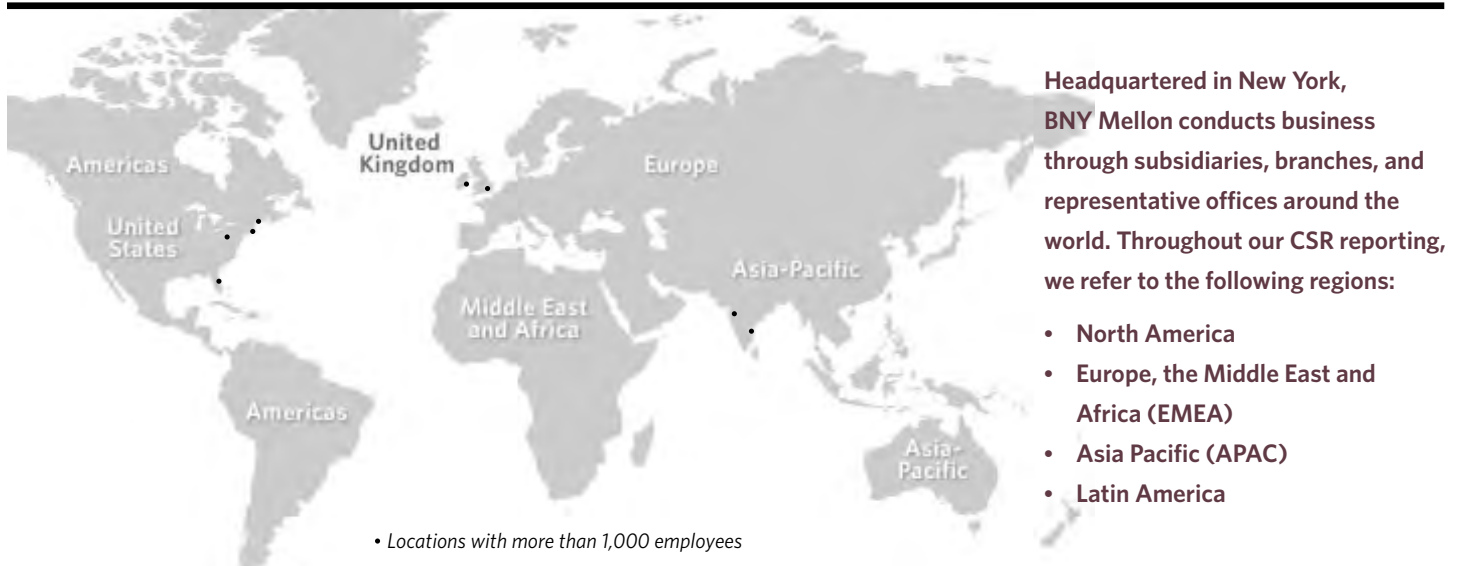 Americas
United
States
United
Kingdom
Europe
Asia-Pacific
Middle East
and Africa
Americas
Asia-
Pacific
• Locations with more than 1,000 employees
Headquartered in New York,
BNY Mellon conducts business
through subsidiaries, branches, and
representative offices around the
world. Throughout our CSR reporting,
we refer to the following regions:
• North America
• Europe, the Middle East and
Africa (EMEA)
• Asia Pacific (APAC)
• Latin America